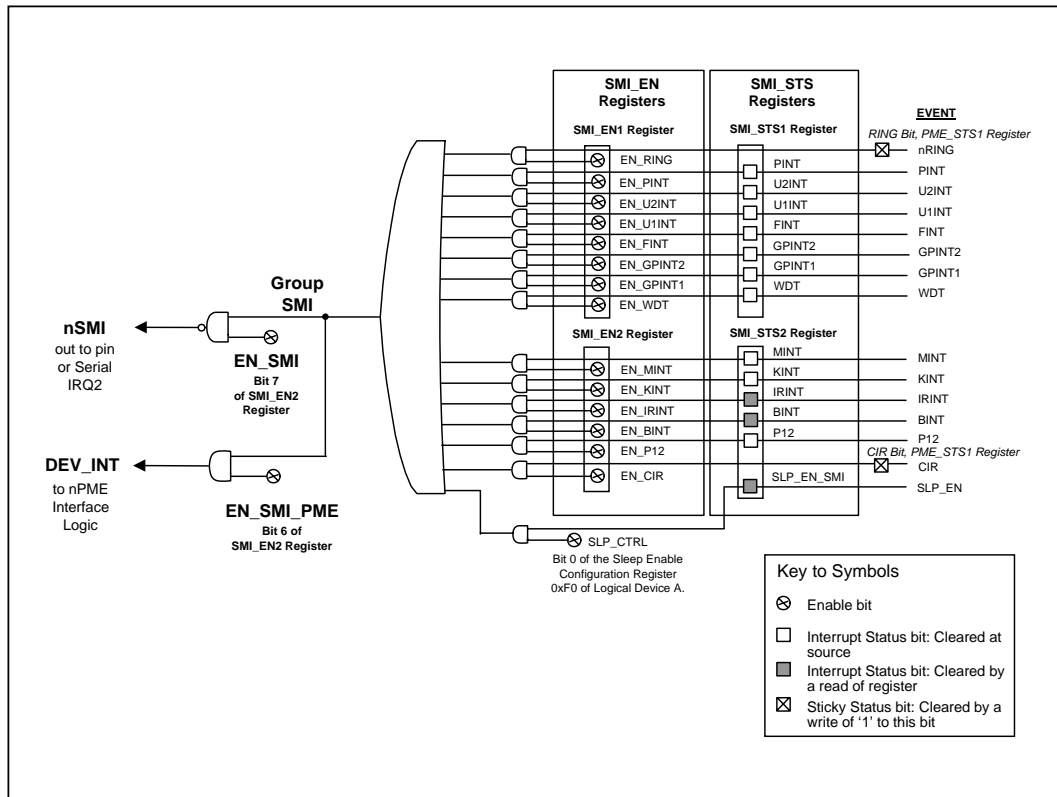 SMI_EN
Registers
SMI_EN1 Register
SMI_STS
Registers
SMI_STS1 Register
EVENT
RING Bit, PME_STS1 Register
nRING
EN_RING
PINT
PINT
EN_PINT
U2INT
U2INT
EN_U2INT
U1INT
U1INT
EN_U1INT
FINT
FINT
EN_FINT
GPINT2
GPINT2
EN_GPINT2
GPINT1
GPINT1
EN_GPINT1
WDT
WDT
EN_WDT
Group
SMI
nSMI
out to pin
or Serial
IRQ2
EN_SMI
Bit 7
of SMI_EN2
Register
SMI_EN2 Register
SMI_STS2 Register
MINT
MINT
EN_MINT
KINT
KINT
EN_KINT
IRINT
IRINT
EN_IRINT
BINT
BINT
EN_BINT
P12
P12
EN_P12
CIR Bit, PME_STS1 Register
CIR
EN_CIR
SLP_EN_SMI
SLP_EN
DEV_INT
to nPME
Interface
Logic
EN_SMI_PME
Bit 6 of
SMI_EN2 Register
SLP_CTRL
Bit 0 of the Sleep Enable
Configuration Register
0xF0 of Logical Device A.
Key to Symbols
Enable bit
Interrupt Status bit: Cleared at
source
Interrupt Status bit: Cleared by
a read of register
Sticky Status bit: Cleared by a
write of ‘1’ to this bit